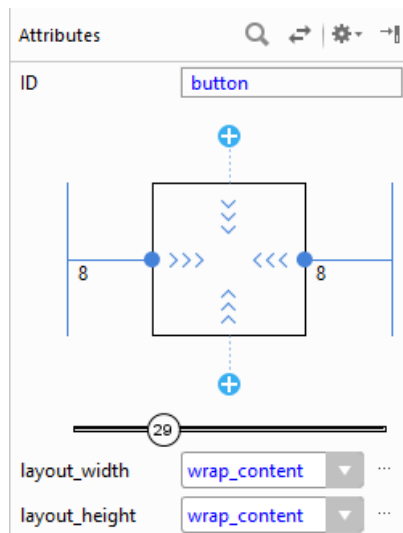 Attributes
ID button
8 8
29
layout_width wrap_content
layout_height wrap_content